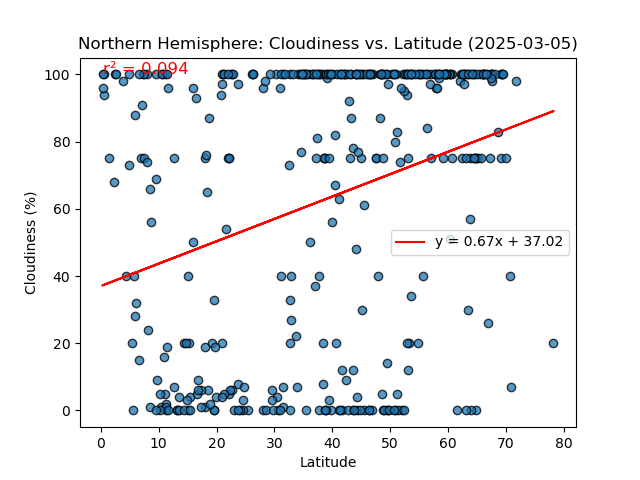 Northern Hemisphere: Cloudiness vs. Latitude (2025-03-05)
r² = 0.094
100
80
60
40
20
0
Cloudiness (%)
y = 0.67x + 37.02
0 10 20 30 40 50 60 70 80
Latitude